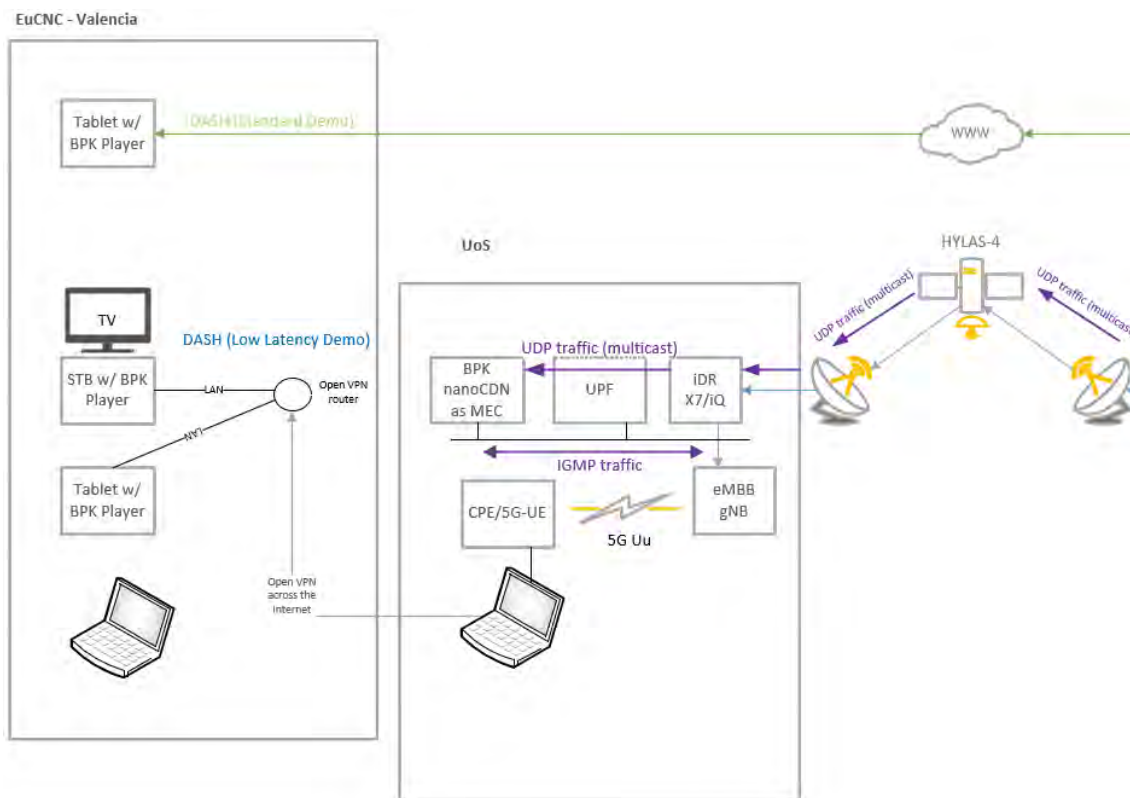 EuCNC - Valencia
Tablet w/
BPK Player
DASH (Standard Demo)
WWW
HYLAS-4
UDP traffic (multicast)
UDP traffic (multicast)
UoS
TV
DASH (Low Latency Demo)
STB w/ BPK
Player
LAN
Open VPN
router
LAN
Tablet w/
BPK Player
UDP traffic (multicast)
BPK
nanoCDN
as MEC
UPF
iDR
X7/iQ
IGMP traffic
CPE/5G-UE
5G Uu
eMBB
gNB
Open VPN
across the
internet